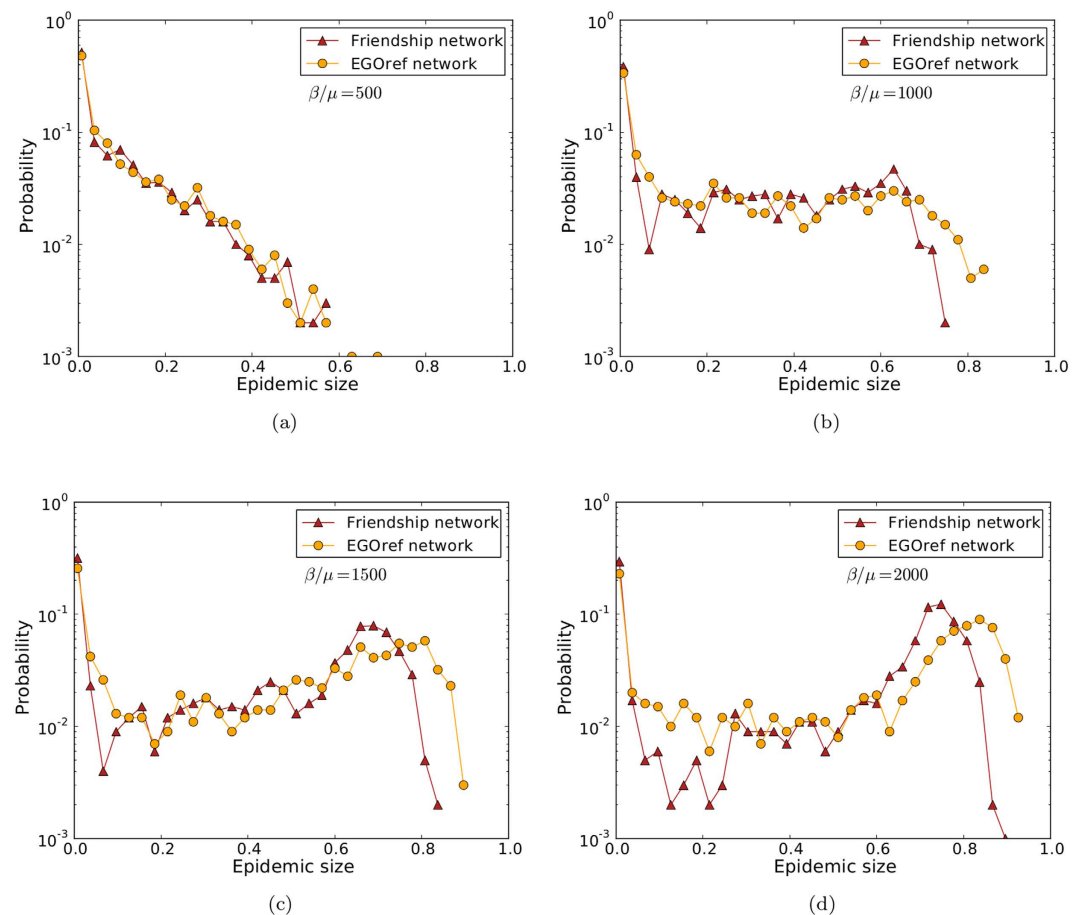 10^0
10^-1
10^-2
10^-3
Probability
Friendship network
EGOref network
β/μ=500
0.0 0.2 0.4 0.6 0.8 1.0
Epidemic size
(a)
10^0
10^-1
10^-2
10^-3
Probability
Friendship network
EGOref network
β/μ=1000
0.0 0.2 0.4 0.6 0.8 1.0
Epidemic size
(b)
10^0
10^-1
10^-2
10^-3
Probability
Friendship network
EGOref network
β/μ=1500
0.0 0.2 0.4 0.6 0.8 1.0
Epidemic size
(c)
10^0
10^-1
10^-2
10^-3
Probability
Friendship network
EGOref network
β/μ=2000
0.0 0.2 0.4 0.6 0.8 1.0
Epidemic size
(d)